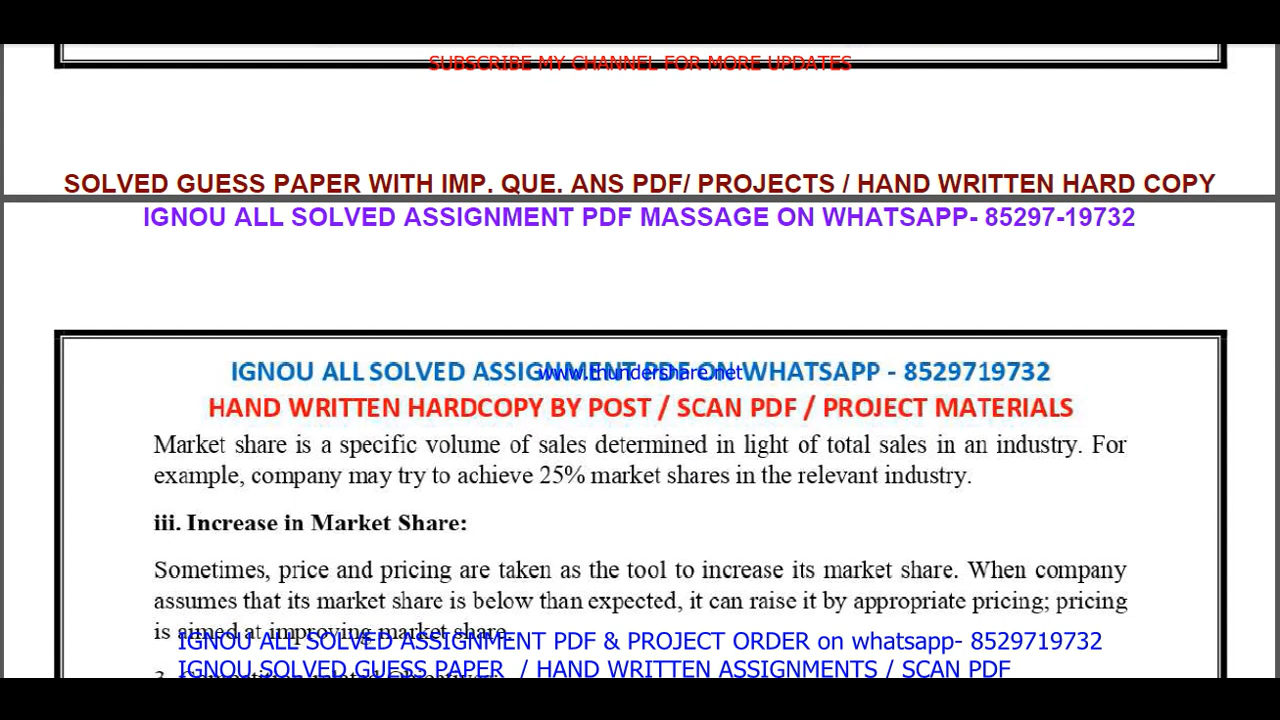 SUBSCRIBE MY CHANNEL FOR MORE UPDATES
SOLVED GUESS PAPER WITH IMP. QUE. ANS PDF/ PROJECTS / HAND WRITTEN HARD COPY
IGNOU ALL SOLVED ASSIGNMENT PDF MASSAGE ON WHATSAPP- 85297-19732
IGNOU ALL SOLVED ASSIGNMENT PDF ON WHATSAPP - 8529719732
www.thundershare.net
HAND WRITTEN HARDCOPY BY POST / SCAN PDF / PROJECT MATERIALS
Market share is a specific volume of sales determined in light of total sales in an industry. For
example, company may try to achieve 25% market shares in the relevant industry.
iii. Increase in Market Share:
Sometimes, price and pricing are taken as the tool to increase its market share. When company
assumes that its market share is below than expected, it can raise it by appropriate pricing; pricing
is aimed at improving market share.
IGNOU ALL SOLVED ASSIGNMENT PDF & PROJECT ORDER on whatsapp- 8529719732
IGNOU SOLVED GUESS PAPER / HAND WRITTEN ASSIGNMENTS / SCAN PDF